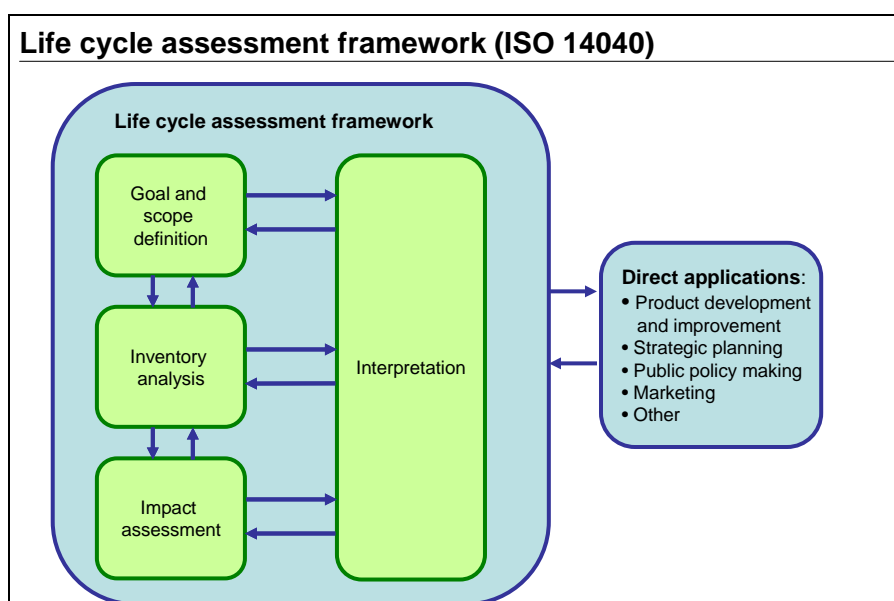 Life cycle assessment framework (ISO 14040)
Life cycle assessment framework
Goal and
scope
definition
Inventory
analysis
Impact
assessment
Interpretation
Direct applications:
• Product development
and improvement
• Strategic planning
• Public policy making
• Marketing
• Other